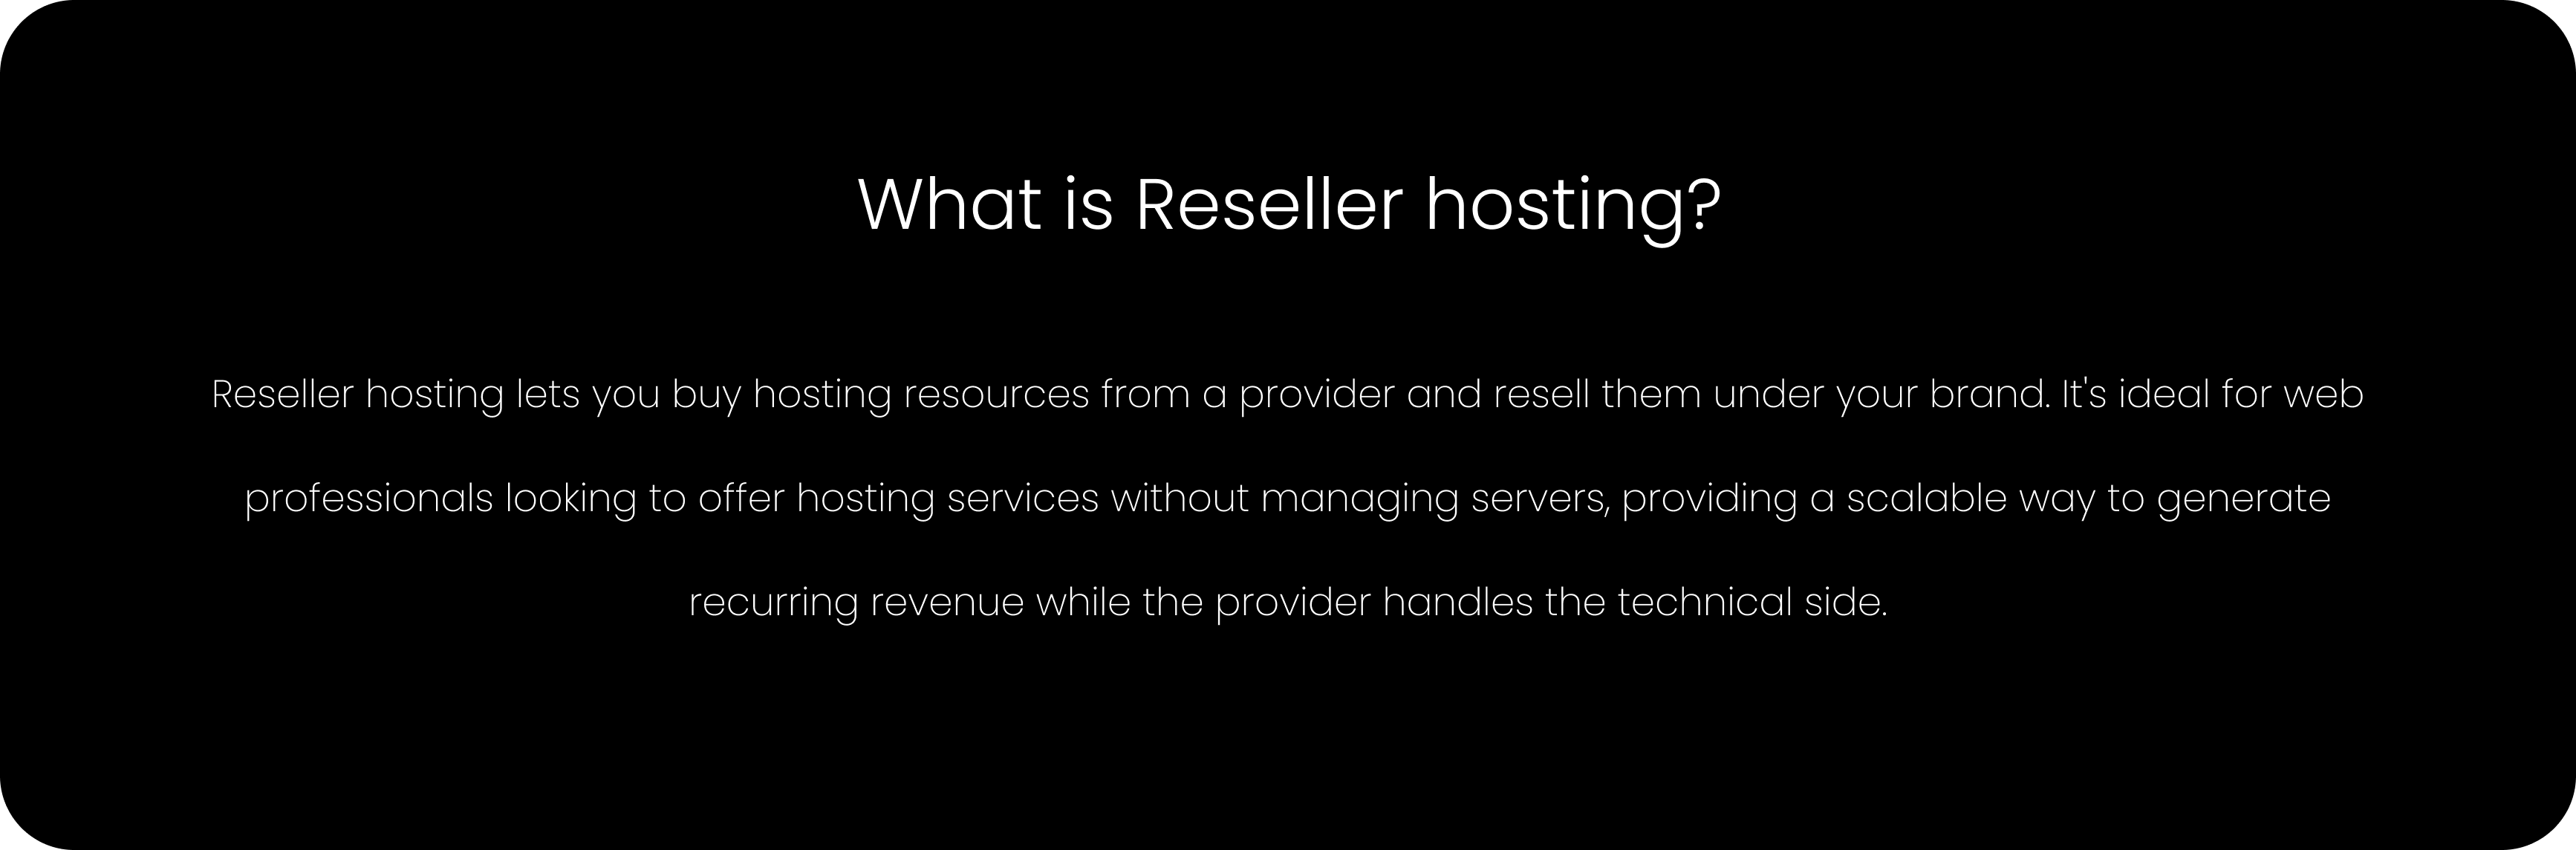 What is Reseller hosting?
Reseller hosting lets you buy hosting resources from a provider and resell them under your brand. It's ideal for web
professionals looking to offer hosting services without managing servers, providing a scalable way to generate
recurring revenue while the provider handles the technical side.